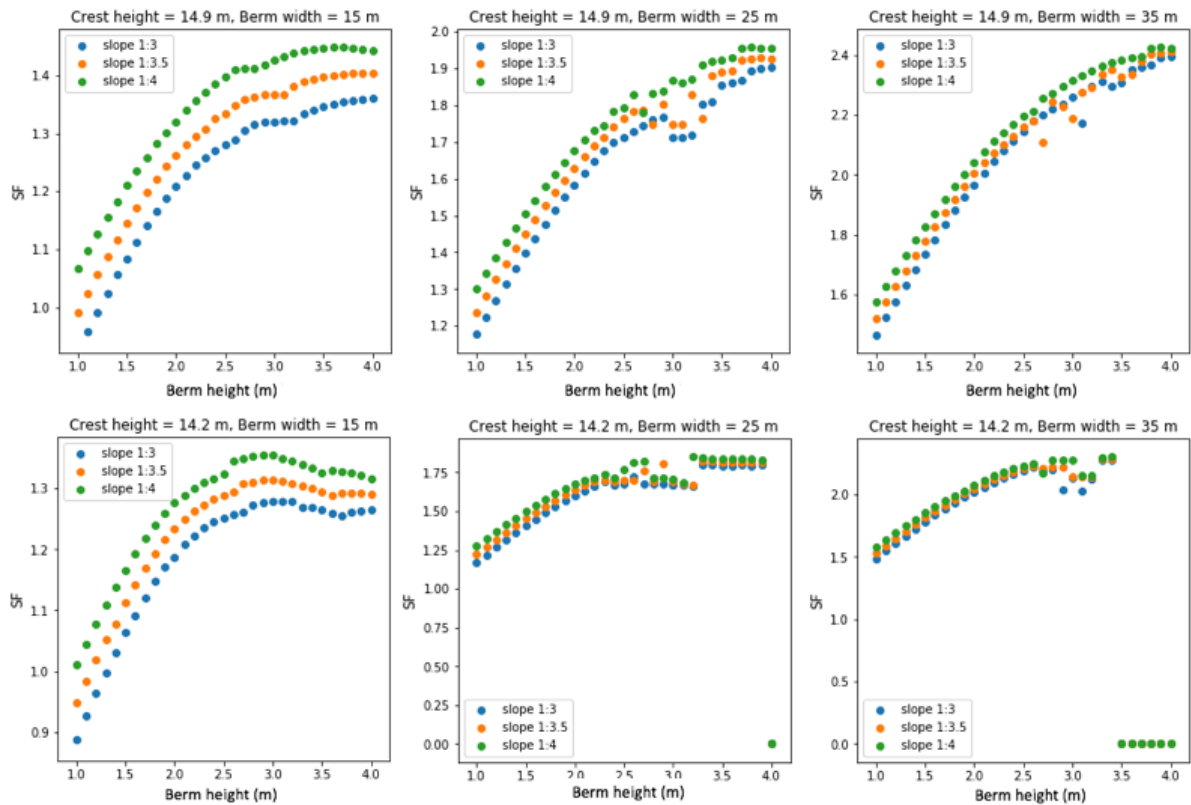 Crest height = 14.9 m, Berm width = 15 m
slope 1:3
slope 1:3.5
slope 1:4
1.4
1.3
1.2
1.1
1.0
SF
1.0 1.5 2.0 2.5 3.0 3.5 4.0
Berm height (m)
Crest height = 14.9 m, Berm width = 25 m
slope 1:3
slope 1:3.5
slope 1:4
2.0
1.9
1.8
1.7
1.6
1.5
1.4
1.3
1.2
SF
1.0 1.5 2.0 2.5 3.0 3.5 4.0
Berm height (m)
Crest height = 14.9 m, Berm width = 35 m
slope 1:3
slope 1:3.5
slope 1:4
2.4
2.2
2.0
1.8
1.6
SF
1.0 1.5 2.0 2.5 3.0 3.5 4.0
Berm height (m)
Crest height = 14.2 m, Berm width = 15 m
slope 1:3
slope 1:3.5
slope 1:4
1.3
1.2
1.1
1.0
0.9
SF
1.0 1.5 2.0 2.5 3.0 3.5 4.0
Berm height (m)
Crest height = 14.2 m, Berm width = 25 m
1.75
1.50
1.25
1.00
0.75
0.50
0.25
0.00
SF
slope 1:3
slope 1:3.5
slope 1:4
1.0 1.5 2.0 2.5 3.0 3.5 4.0
Berm height (m)
Crest height = 14.2 m, Berm width = 35 m
2.0
1.5
1.0
0.5
0.0
SF
slope 1:3
slope 1:3.5
slope 1:4
1.0 1.5 2.0 2.5 3.0 3.5 4.0
Berm height (m)